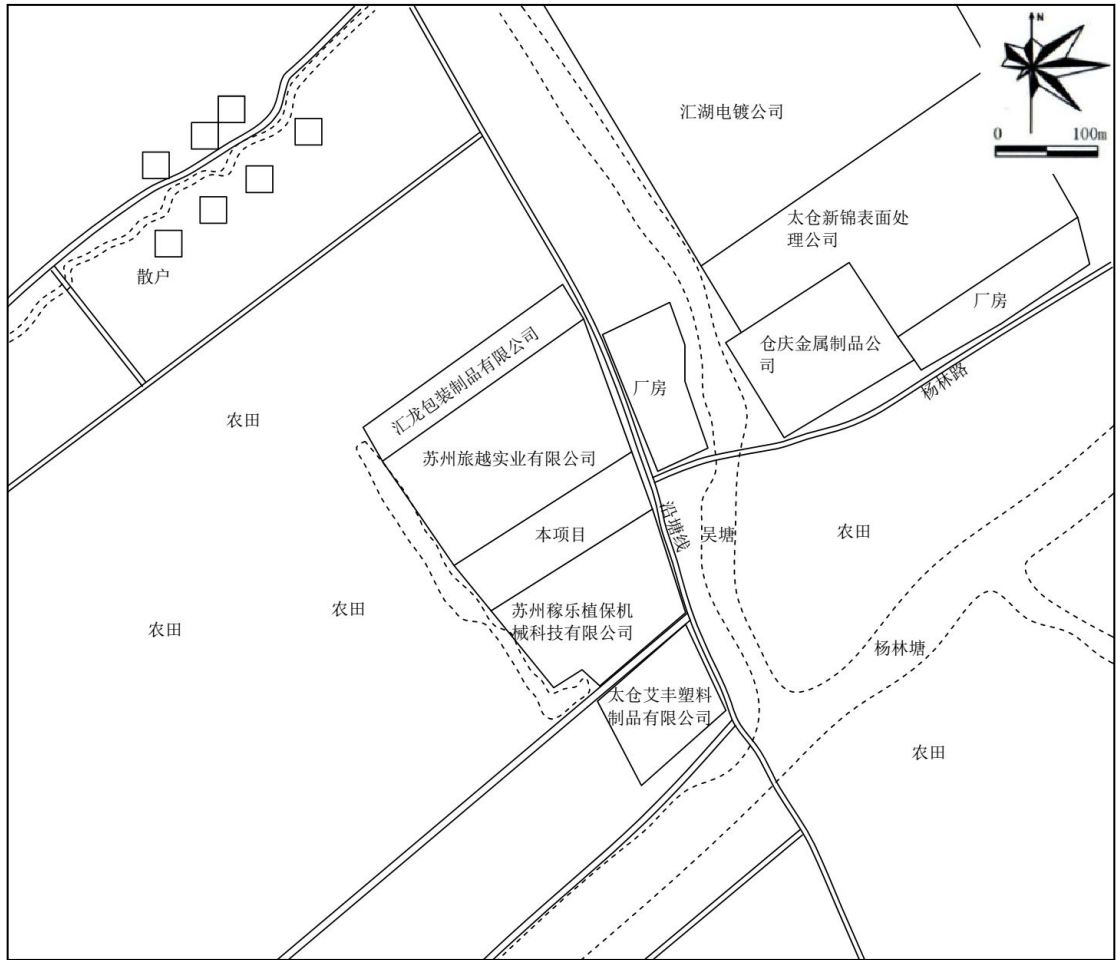 N
汇湖电镀公司
0 100m
太仓新锦表面处
理公司
散户
厂房
汇龙包装制品有限公司
仓庆金属制品公
司
杨林路
厂房
农田
苏州旅越实业有限公司
沿塘线
吴塘
农田
本项目
农田
农田
苏州稼乐植保机
械科技有限公司
杨林塘
太仓艾丰塑料
制品有限公司
农田